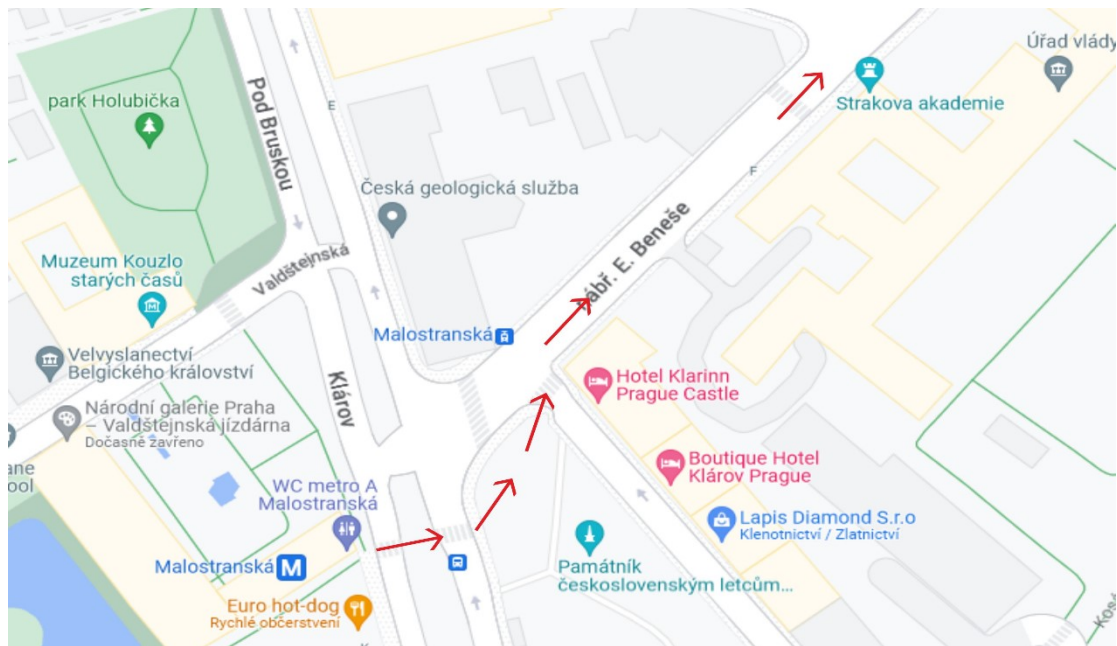 Úřad vlády
park Holubička
Strakova akademie
Pod Bruskou
E
F
Česká geologická služba
Nábř. E. Beneše
Valdštejnská
Muzeum Kouzlo
starých časů
Malostranská
Velvyslanectví
Belgického království
Klárov
Hotel Klarinn
Prague Castle
Národní galerie Praha
– Valdštejnská jízdárna
Dočasně zavřeno
Boutique Hotel
Klárov Prague
WC metro A
Malostranská
Lapis Diamond S.r.o
Klenotnictví / Zlatnictví
Malostranská M
Památník
československým letcům...
Euro hot-dog
Rychlé občerstvení